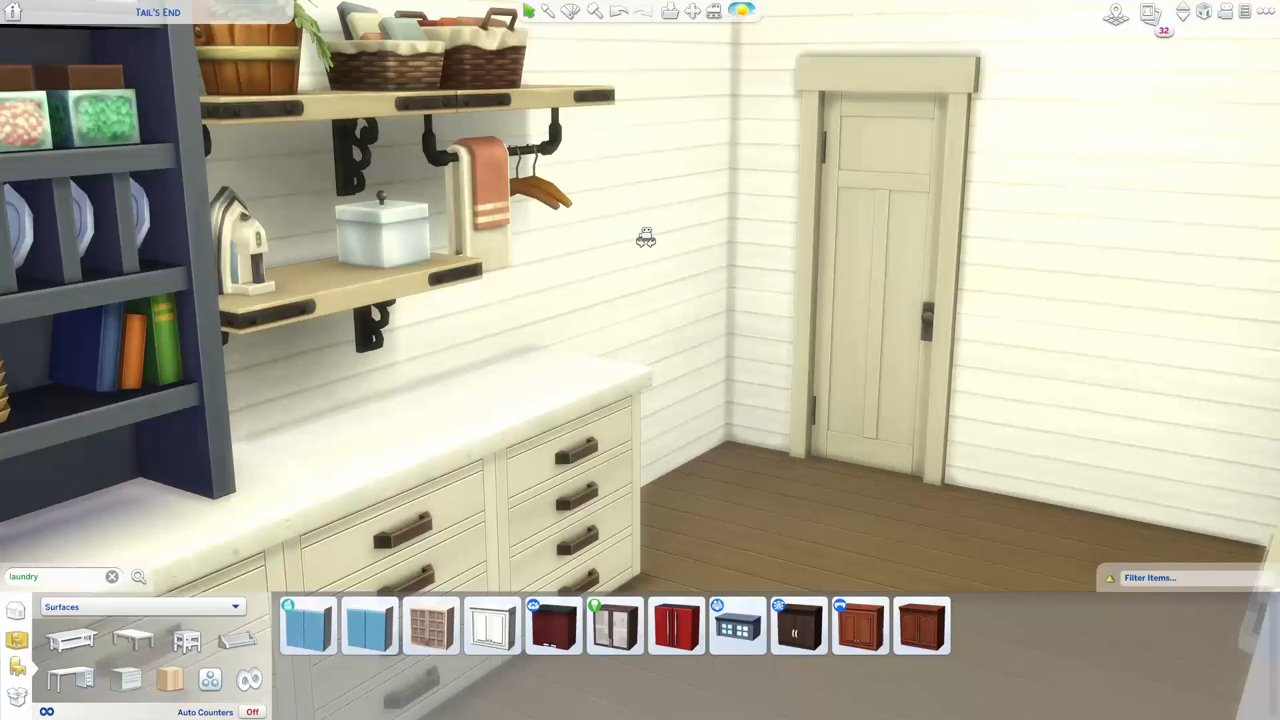 TAIL'S END
32
laundry
Surfaces
Filter Items...
Auto Counters
Off